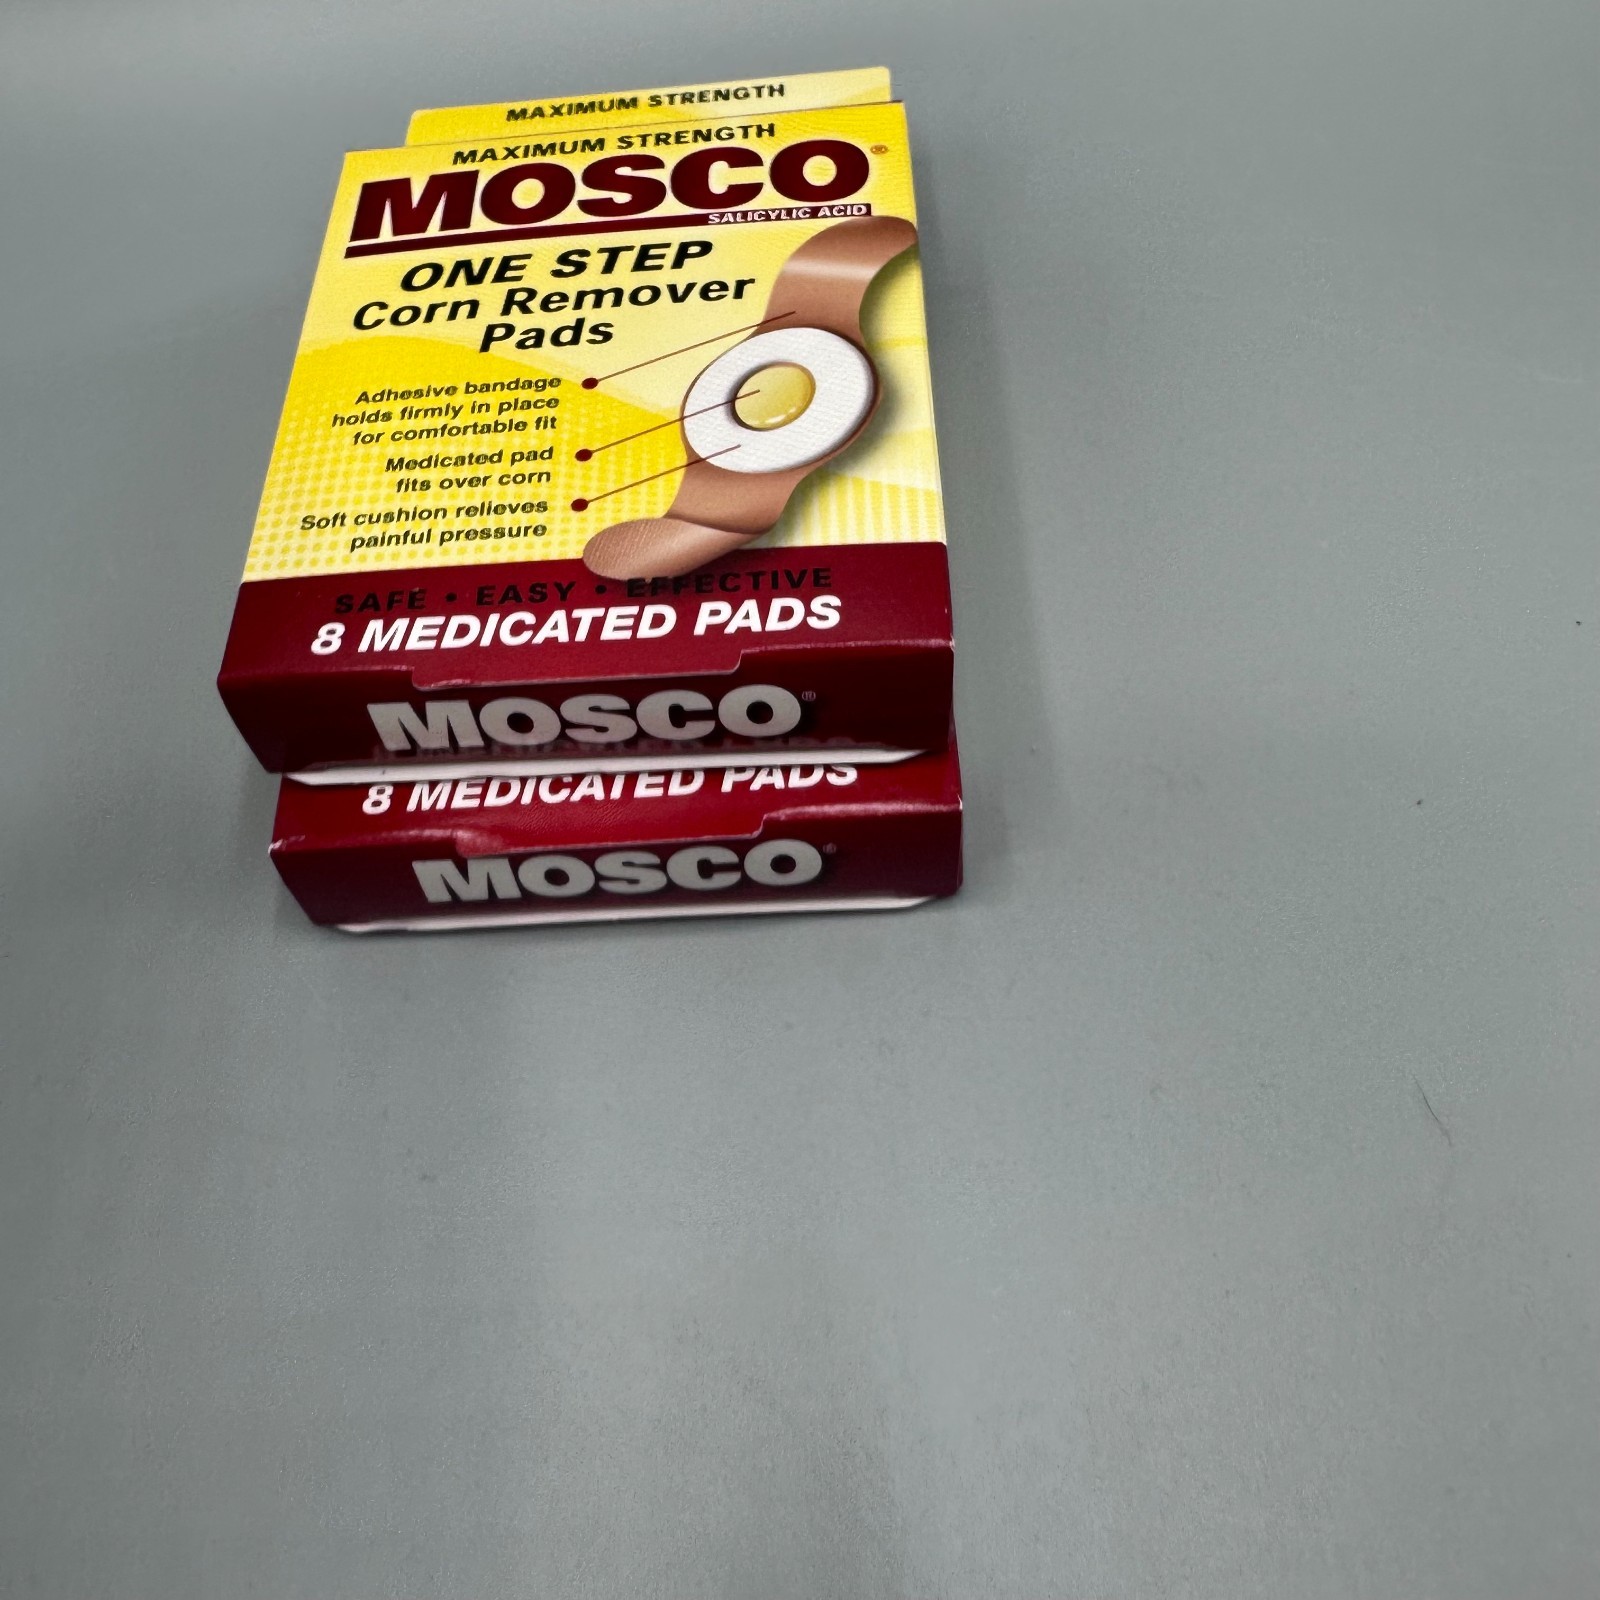 MAXIMUM STRENGTH
MAXIMUM STRENGTH
MOSCO®
SALICYLIC ACID
ONE STEP
Corn Remover
Pads
Adhesive bandage
holds firmly in place
for comfortable fit
Medicated pad
fits over corn
Soft cushion relieves
painful pressure
SAFE • EASY • EFFECTIVE
8 MEDICATED PADS
MOSCO®
8 MEDICATED PADS
MOSCO®